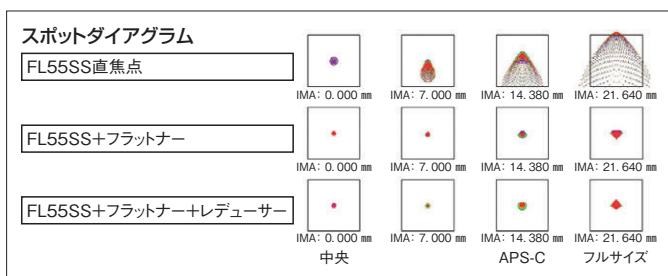 スポットダイアグラム
FL55SS直焦点
IMA: 0.000 ㎜ IMA: 7.000 ㎜ IMA: 14.380 ㎜ IMA: 21.640 ㎜
FL55SS＋フラットナー
IMA: 0.000 ㎜ IMA: 7.000 ㎜ IMA: 14.380 ㎜ IMA: 21.640 ㎜
FL55SS＋フラットナー＋レデューサー
IMA: 0.000 ㎜ IMA: 7.000 ㎜ IMA: 14.380 ㎜ IMA: 21.640 ㎜
中央 APS-C フルサイズ